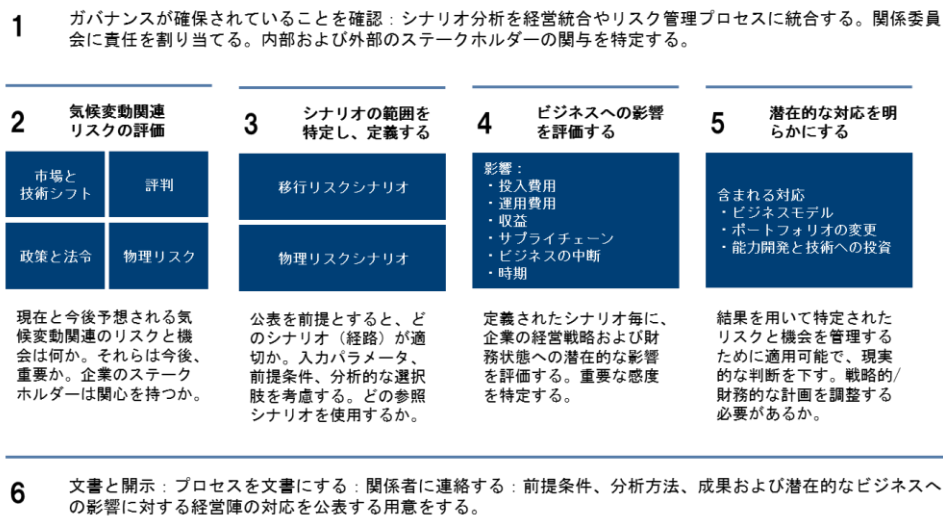 1
ガバナンスが確保されていることを確認：シナリオ分析を経営統合やリスク管理プロセスに統合する。関係委員
会に責任を割り当てる。内部および外部のステークホルダーの関与を特定する。
2
気候変動関連
リスクの評価
市場と
技術シフト
評判
政策と法令
物理リスク
現在と今後予想される気
候変動関連のリスクと機
会は何か。それらは今後、
重要か。企業のステーク
ホルダーは関心を持つか。
3
シナリオの範囲を
特定し、定義する
移行リスクシナリオ
物理リスクシナリオ
公表を前提とすると、ど
のシナリオ（経路）が適
切か。入力パラメータ、
前提条件、分析的な選択
肢を考慮する。どの参照
シナリオを使用するか。
4
ビジネスへの影響
を評価する
影響：
・投入費用
・運用費用
・収益
・サプライチェーン
・ビジネスの中断
・時期
定義されたシナリオ毎に、
企業の経営戦略および財
務状態への潜在的な影響
を評価する。重要な感度
を特定する。
5
潜在的な対応を明
らかにする
含まれる対応
・ビジネスモデル
・ポートフォリオの変更
・能力開発と技術への投資
結果を用いて特定された
リスクと機会を管理する
ために適用可能で、現実
的な判断を下す。戦略的/
財務的な計画を調整する
必要があるか。
6
文書と開示：プロセスを文書にする：関係者に連絡する：前提条件、分析方法、成果および潜在的なビジネスへ
の影響に対する経営陣の対応を公表する用意をする。